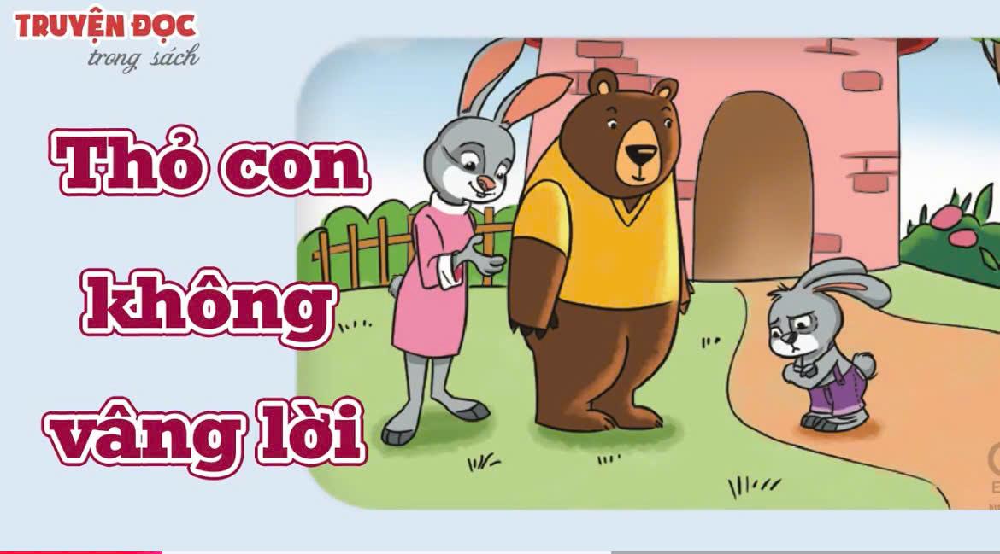 TRUYỆN ĐỌC
trong sách
Thỏ con
không
vâng lời